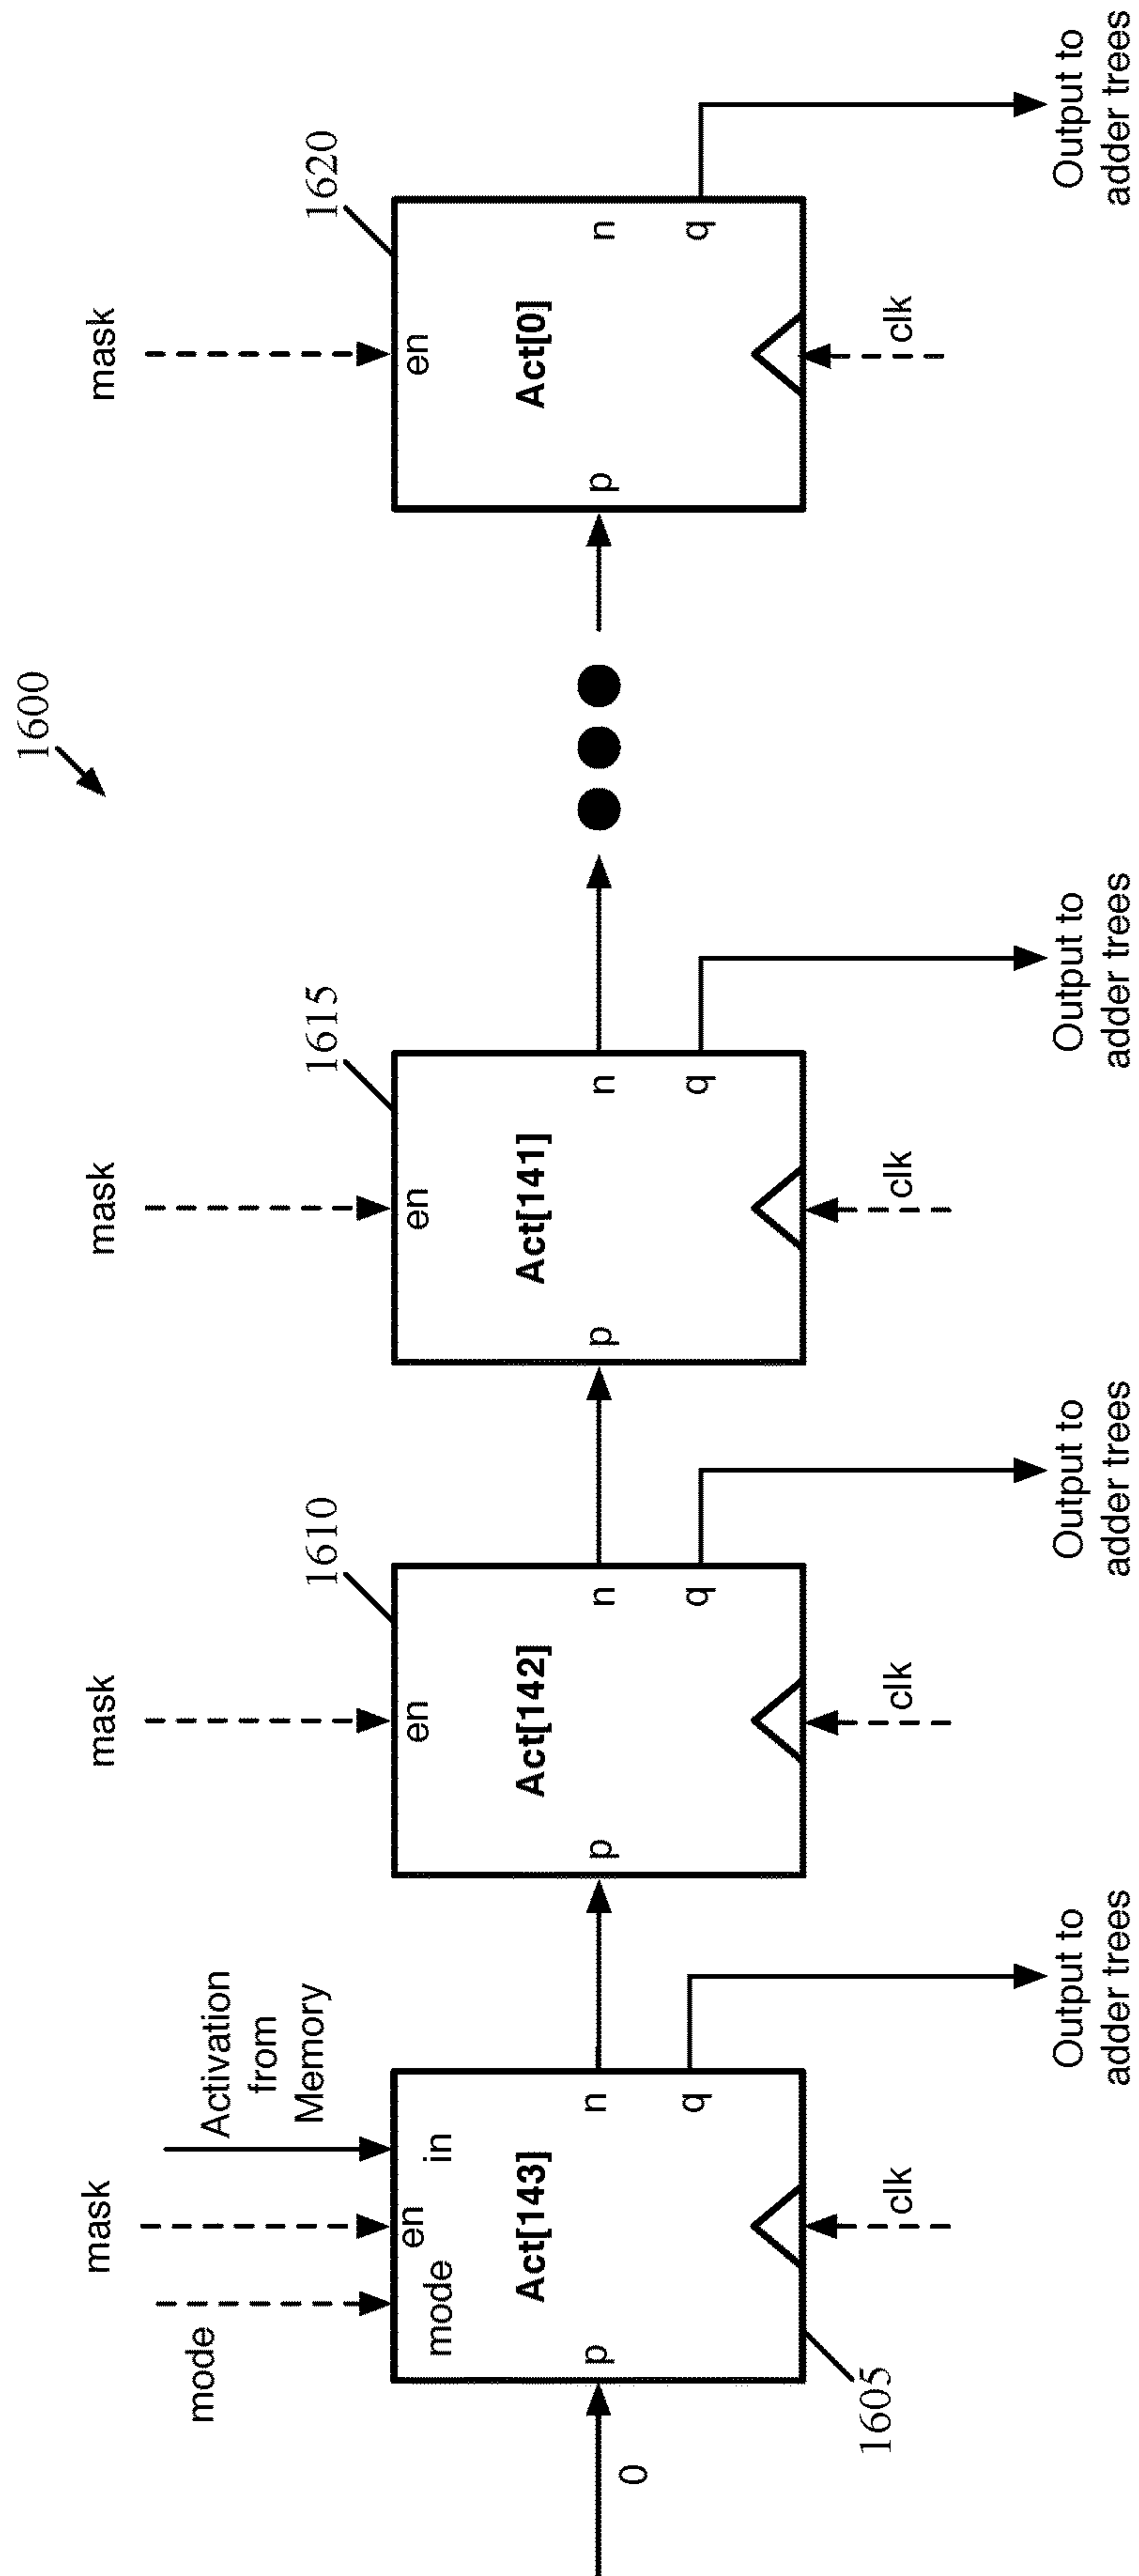 1600
mode
mask
Activation
from
Memory
mask
mask
mask
1610
1615
1620
mode
en
in
en
en
en
Act[143]
Act[142]
Act[141]
Act[0]
0
p
n
p
n
p
n
p
n
q
q
q
q
1605
clk
clk
clk
clk
Output to
adder trees
Output to
adder trees
Output to
adder trees
Output to
adder trees